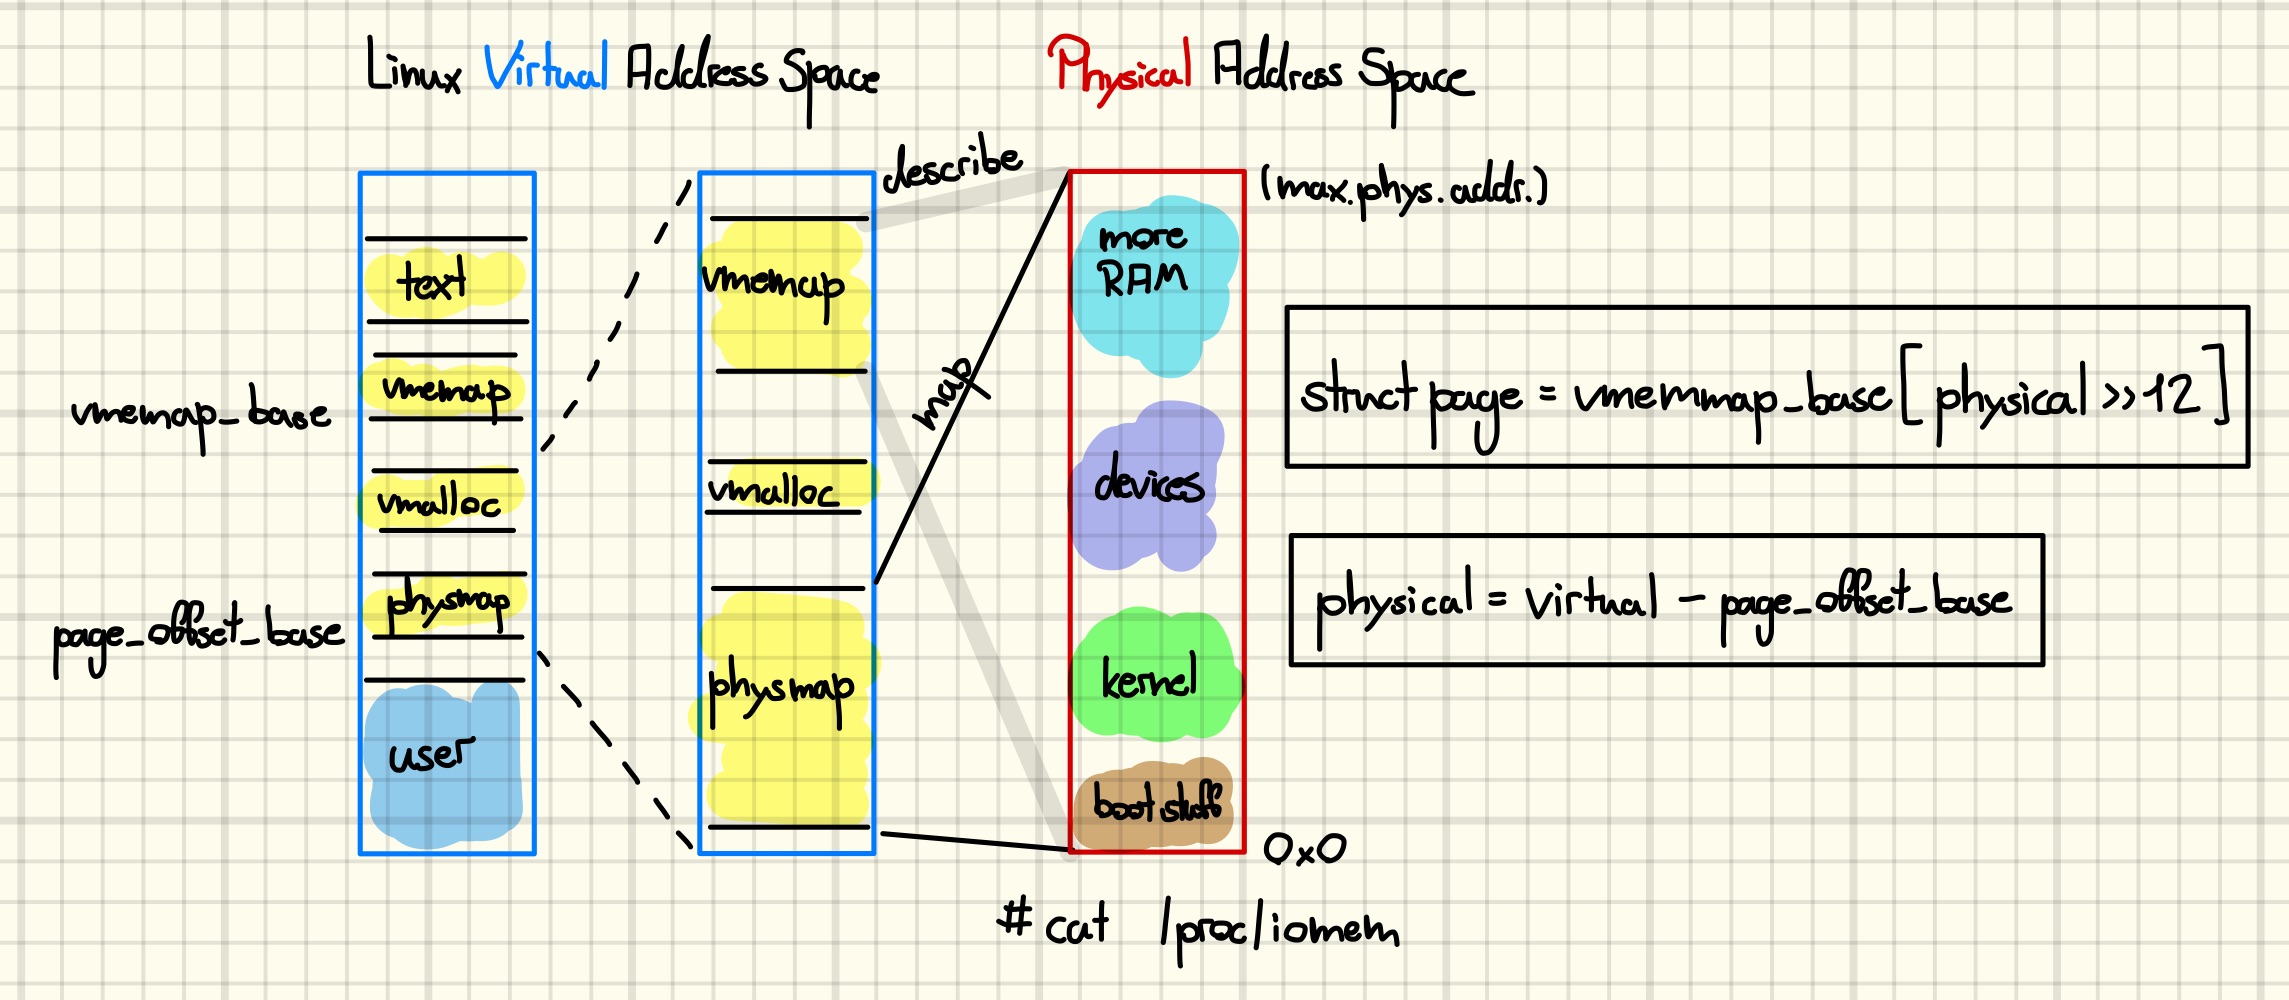 Linux Virtual Address Space
Physical Address Space
text
vmemap
vmemap_base
vmalloc
physmap
page_offset_base
user
vmemap
vmalloc
physmap
describe
map
(max.phys.addr.)
more
RAM
devices
kernel
boot stuff
0x0
# cat /proc/iomem
struct page = vmemmap_base[physical >> 12]
physical = virtual - page_offset_base